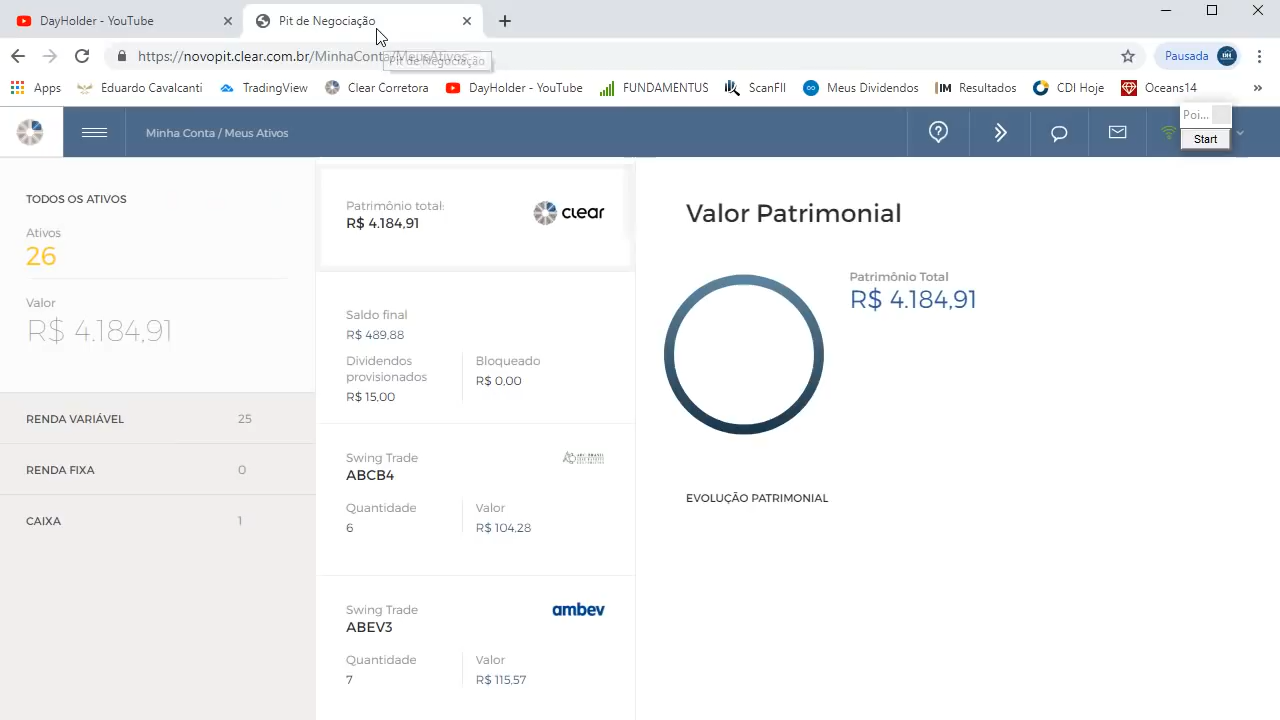 DayHolder - YouTube
Pit de Negociação
https://novopit.clear.com.br/MinhaConta/MeusAtivos
Pit de Negociação
Pausada
Apps
Eduardo Cavalcanti
TradingView
Clear Corretora
DayHolder - YouTube
FUNDAMENTUS
ScanFII
Meus Dividendos
Resultados
CDI Hoje
Oceans14
»
Minha Conta / Meus Ativos
Poi...
Start
TODOS OS ATIVOS
Ativos
26
Valor
R$ 4.184,91
RENDA VARIÁVEL 25
RENDA FIXA 0
CAIXA 1
Patrimônio total:
R$ 4.184,91
clear
Saldo final
R$ 489,88
Dividendos provisionados
R$ 15,00
Bloqueado
R$ 0,00
Swing Trade
ABCB4
Quantidade
6
Valor
R$ 104,28
Swing Trade
ABEV3
ambev
Quantidade
7
Valor
R$ 115,57
Valor Patrimonial
Patrimônio Total
R$ 4.184,91
EVOLUÇÃO PATRIMONIAL